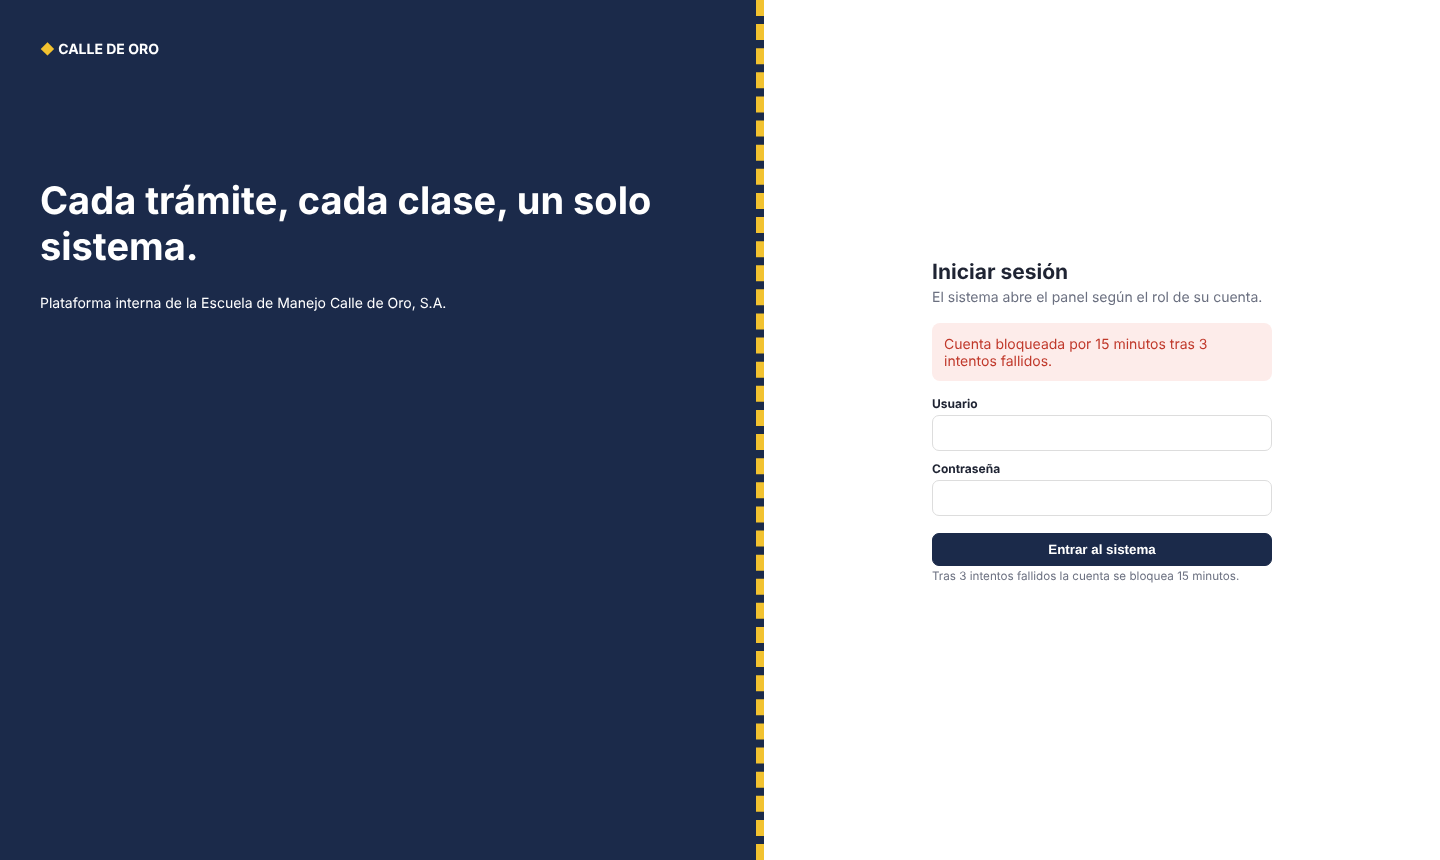 CALLE DE ORO
Cada trámite, cada clase, un solo
sistema.
Plataforma interna de la Escuela de Manejo Calle de Oro, S.A.
Iniciar sesión
El sistema abre el panel según el rol de su cuenta.
Cuenta bloqueada por 15 minutos tras 3
intentos fallidos.
Usuario
Contraseña
Entrar al sistema
Tras 3 intentos fallidos la cuenta se bloquea 15 minutos.